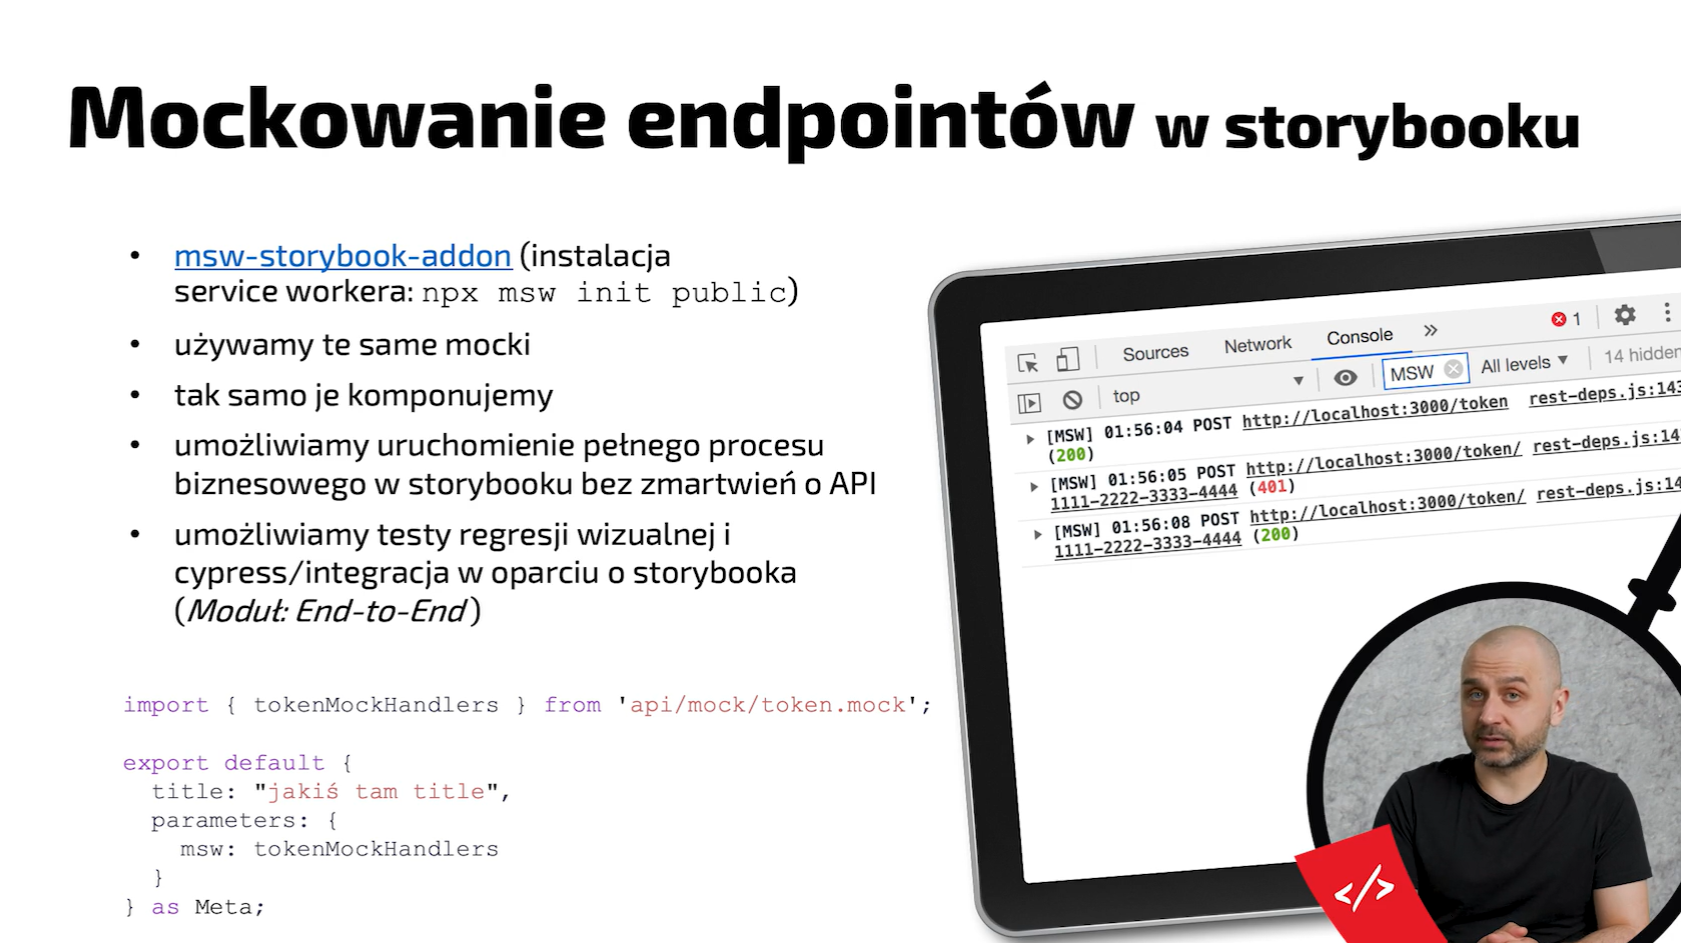 Mockowanie endpointów w storybooku
• msw-storybook-addon (instalacja
service workera: npx msw init public)
• używamy te same mocki
• tak samo je komponujemy
• umożliwiamy uruchomienie pełnego procesu
biznesowego w storybooku bez zmartwień o API
• umożliwiamy testy regresji wizualnej i
cypress/integracja w oparciu o storybooka
(Moduł: End-to-End)
import { tokenMockHandlers } from 'api/mock/token.mock';
export default {
title: "jakiś tam title",
parameters: {
msw: tokenMockHandlers
}
} as Meta;
Sources Network Console » 1
top MSW All levels ▼ 14 hidden
[MSW] 01:56:04 POST http://localhost:3000/token rest-deps.js:143
(200)
[MSW] 01:56:05 POST http://localhost:3000/token/ rest-deps.js:14
1111-2222-3333-4444 (401)
[MSW] 01:56:08 POST http://localhost:3000/token/ rest-deps.js:14
1111-2222-3333-4444 (200)
</>